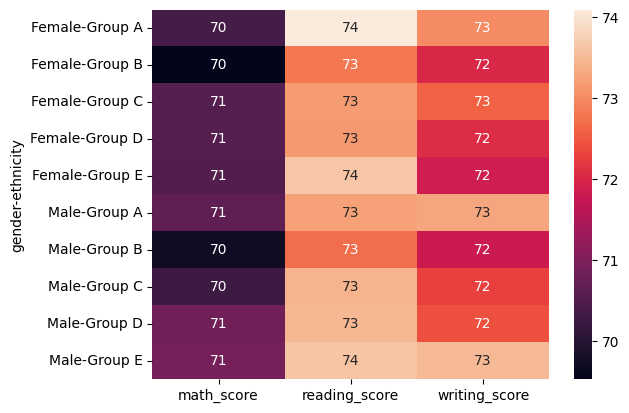 gender-ethnicity
Female-Group A 70 74 73
Female-Group B 70 73 72
Female-Group C 71 73 73
Female-Group D 71 73 72
Female-Group E 71 74 72
Male-Group A 71 73 73
Male-Group B 70 73 72
Male-Group C 70 73 72
Male-Group D 71 73 72
Male-Group E 71 74 73
math_score reading_score writing_score
74
73
72
71
70